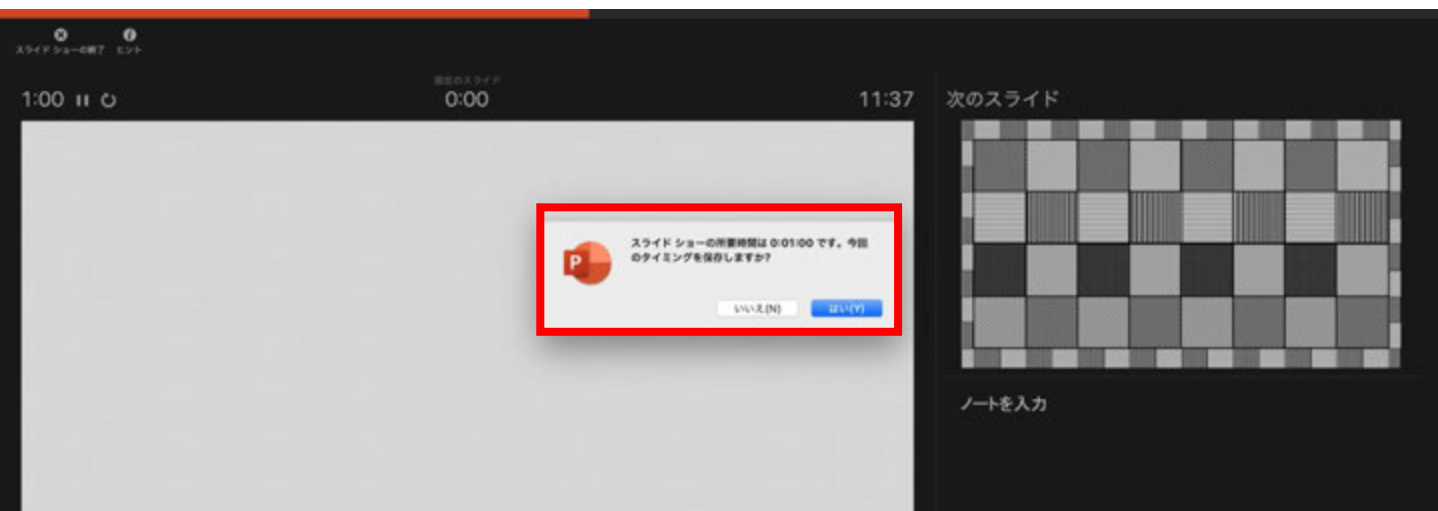 スライド ショーの終了 ヒント
現在のスライド
1:00 0:00 11:37 次のスライド
スライド ショーの所要時間は 0:01:00 です。今回
のタイミングを保存しますか?
P
いいえ(N) はい(Y)
ノートを入力